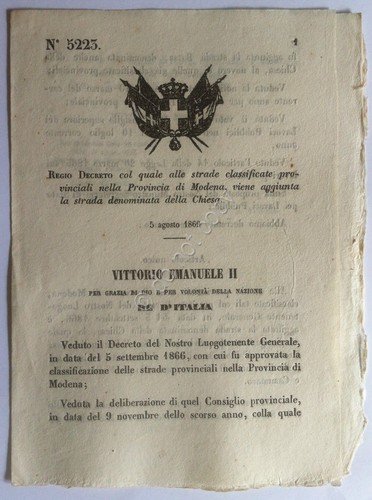 N° 5223.
1
REGIO DECRETO col quale alle strade classificate pro-
vinciali nella Provincia di Modena, viene aggiunta
la strada denominata della Chiesa.
5 agosto 1869
VITTORIO EMANUELE II
PER GRAZIA DI DIO E PER VOLONTÀ DELLA NAZIONE
RE D'ITALIA
Veduto il Decreto del Nostro Luogotenente Generale,
in data del 5 settembre 1866, con cui fu approvata la
classificazione delle strade provinciali nella Provincia di
Modena;
Veduta la deliberazione di quel Consiglio provinciale,
in data del 9 novembre dello scorso anno, colla quale